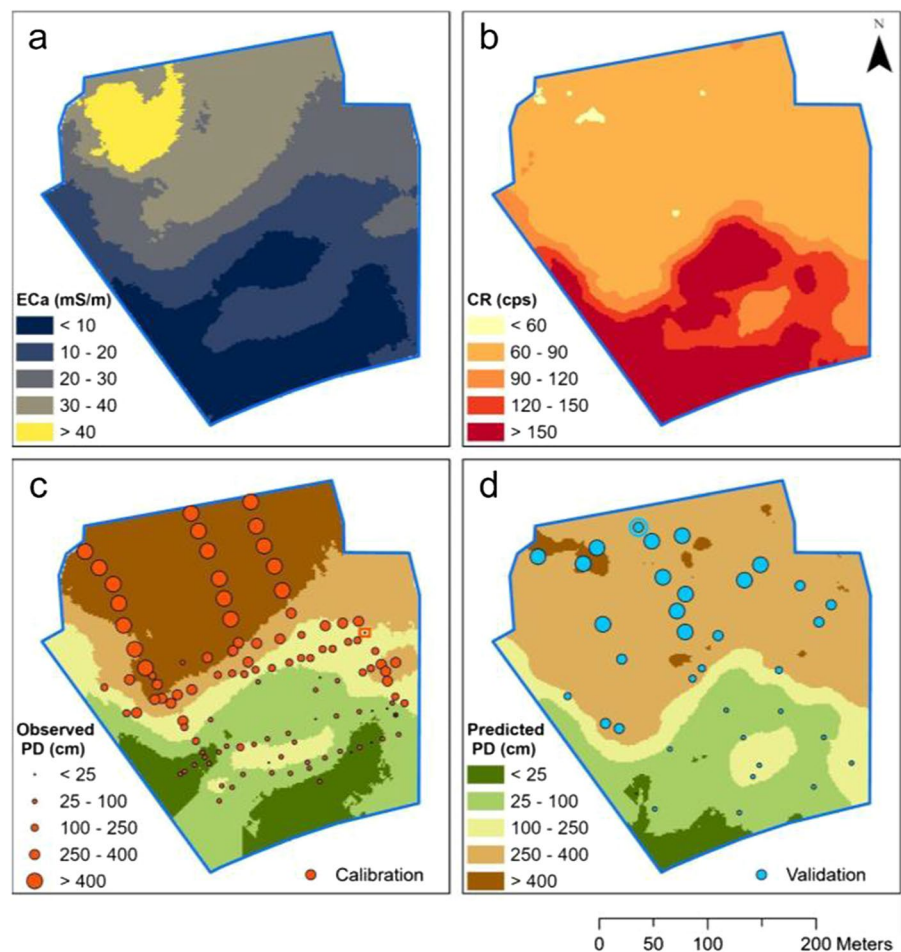 a
ECa (mS/m)
< 10
10 - 20
20 - 30
30 - 40
> 40
b
N
CR (cps)
< 60
60 - 90
90 - 120
120 - 150
> 150
c
Observed
PD (cm)
< 25
25 - 100
100 - 250
250 - 400
> 400
Calibration
d
Predicted
PD (cm)
< 25
25 - 100
100 - 250
250 - 400
> 400
Validation
0 50 100 200 Meters